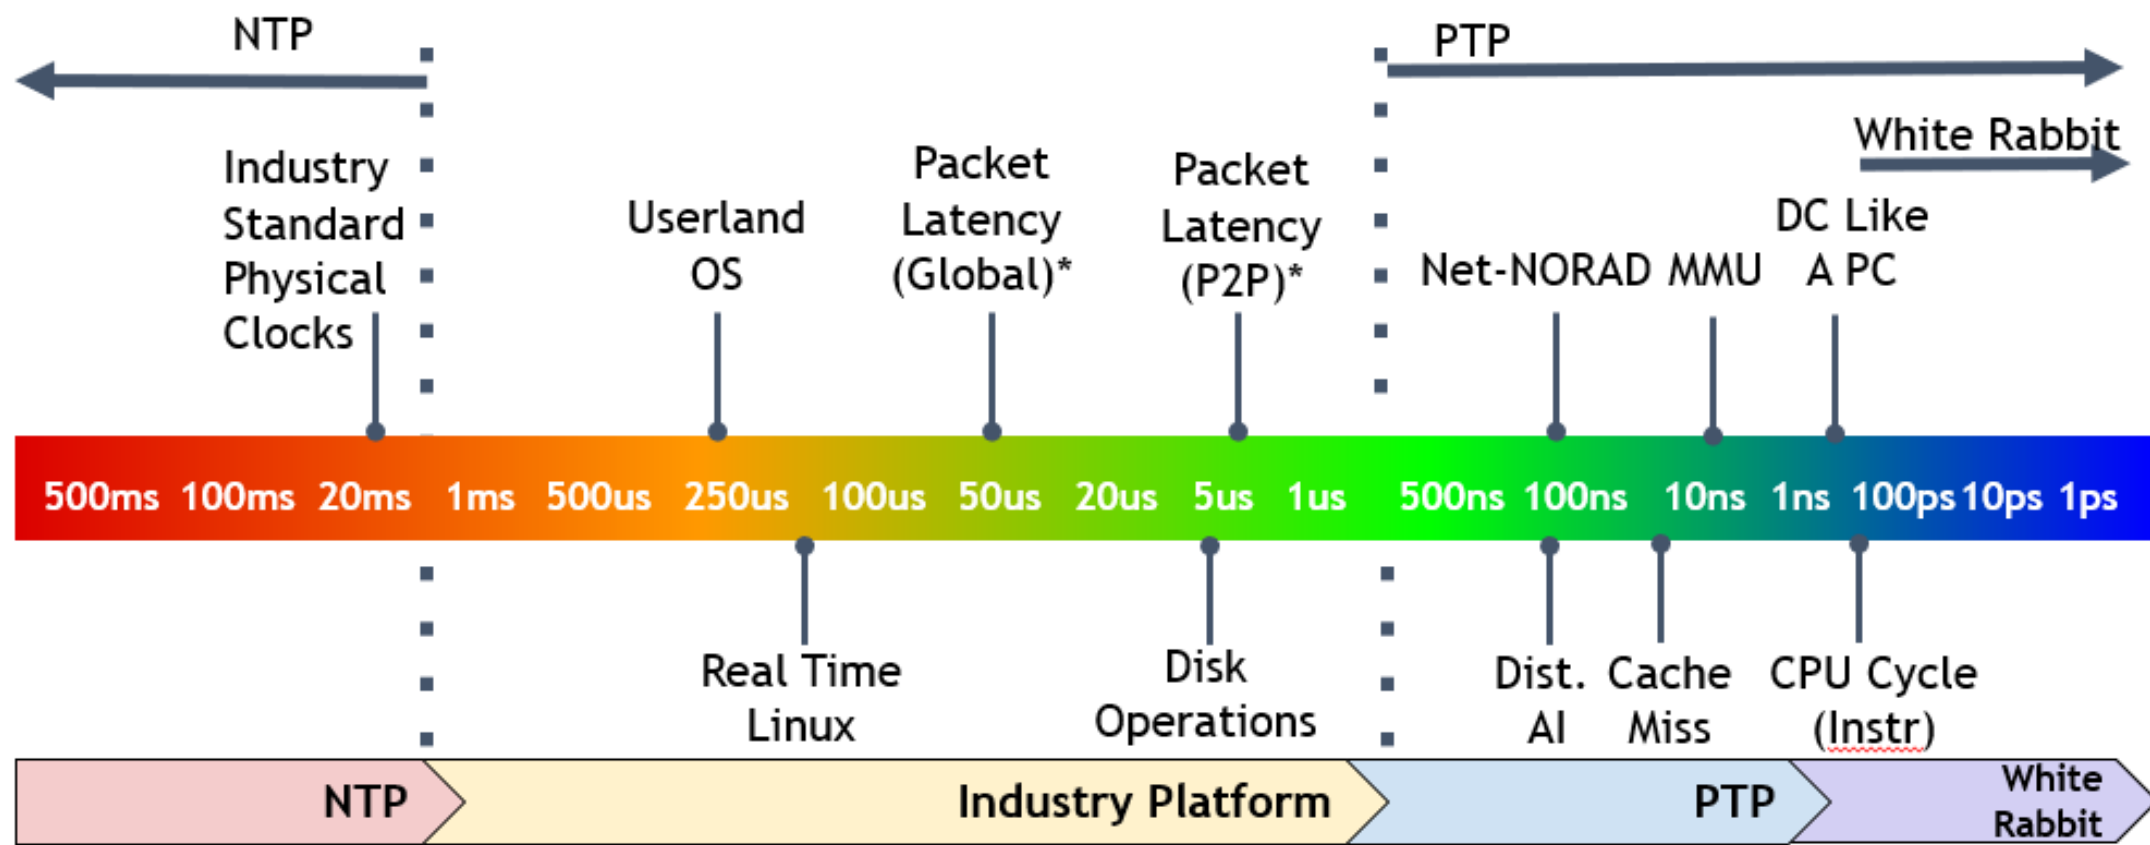 NTP
PTP
White Rabbit
Industry
Standard
Physical
Clocks
Userland
OS
Packet
Latency
(Global)*
Packet
Latency
(P2P)*
Net-NORAD
MMU
DC Like
A PC
500ms 100ms 20ms 1ms 500us 250us 100us 50us 20us 5us 1us 500ns 100ns 10ns 1ns 100ps 10ps 1ps
Real Time
Linux
Disk
Operations
Dist.
AI
Cache
Miss
CPU Cycle
(Instr)
NTP
Industry Platform
PTP
White
Rabbit